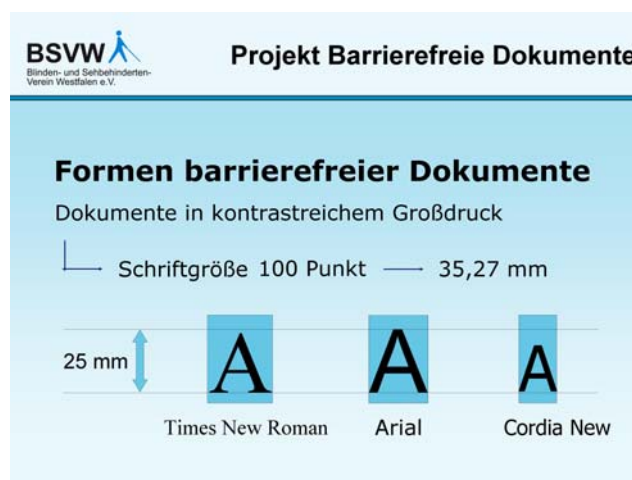 BSVW
Blinden- und Sehbehinderten-
Verein Westfalen e.V.
Projekt Barrierefreie Dokumente
Formen barrierefreier Dokumente
Dokumente in kontrastreichem Großdruck
Schriftgröße 100 Punkt — 35,27 mm
25 mm
A A A
Times New Roman Arial Cordia New